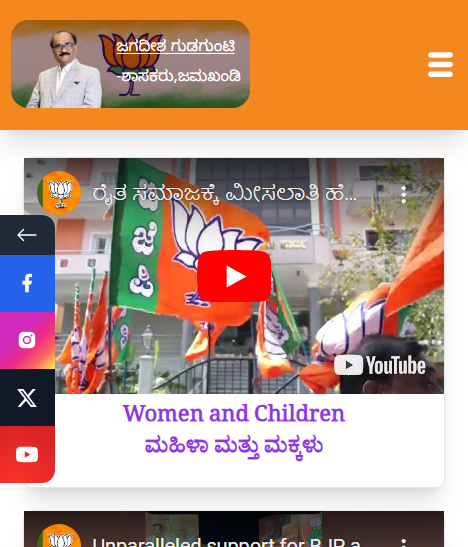 ಜಗದೀಶ ಗುಡಗುಂಟಿ
-ಶಾಸಕರು,ಜಮಖಂಡಿ
ರೈತ ಸಮಾಜಕ್ಕೆ ಮೀಸಲಾತಿ ಹೆ...
YouTube
Women and Children
ಮಹಿಳಾ ಮತ್ತು ಮಕ್ಕಳು
Unparalleled support for BJP a...